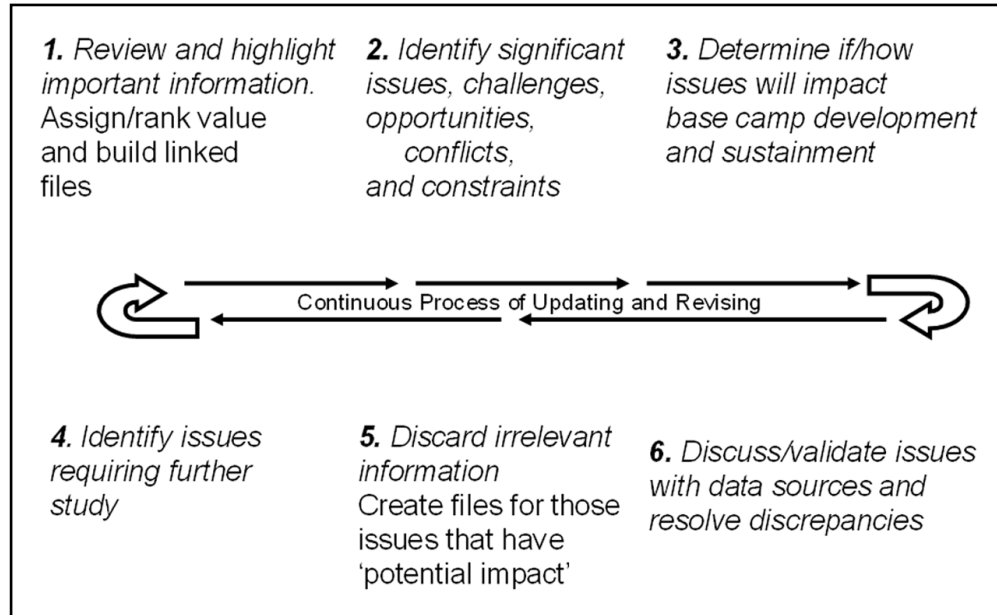 1. Review and highlight
important information.
Assign/rank value
and build linked
files
2. Identify significant
issues, challenges,
opportunities,
conflicts,
and constraints
3. Determine if/how
issues will impact
base camp development
and sustainment
Continuous Process of Updating and Revising
4. Identify issues
requiring further
study
5. Discard irrelevant
information
Create files for those
issues that have
‘potential impact’
6. Discuss/validate issues
with data sources and
resolve discrepancies